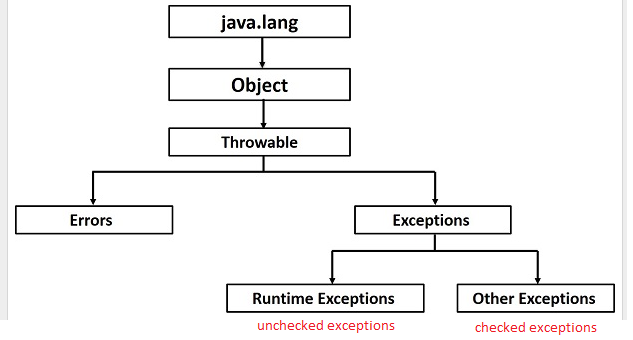 java.lang
Object
Throwable
Errors
Exceptions
Runtime Exceptions
Other Exceptions
unchecked exceptions
checked exceptions